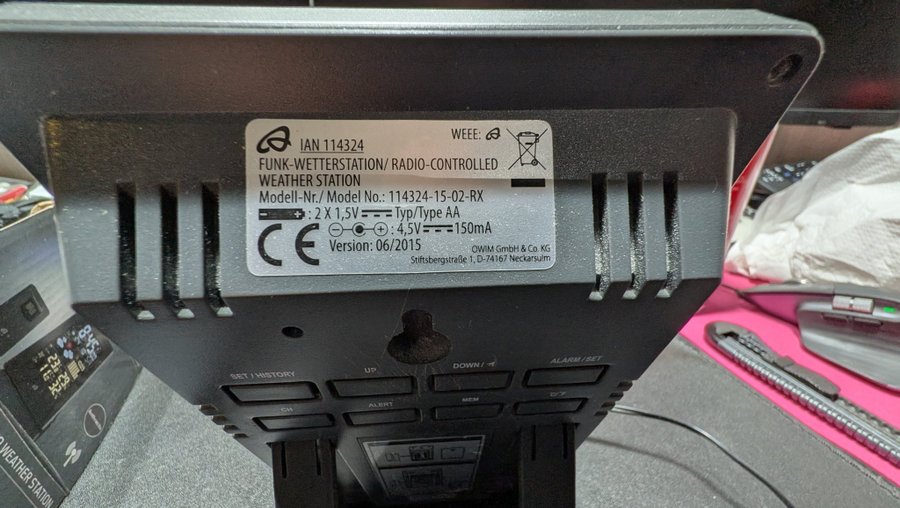 IAN 114324
WEEE:
FUNK-WETTERSTATION/ RADIO-CONTROLLED
WEATHER STATION
Modell-Nr./ Model No.: 114324-15-02-RX
: 2 X 1,5V Typ/Type AA
: 4,5V 150mA
CE
Version: 06/2015
OWIM GmbH & Co. KG
Stiftsbergstraße 1, D-74167 Neckarsulm
SET / HISTORY
UP
DOWN /
ALARM / SET
CH
ALERT
MEM
°C/°F
WEATHER STATION